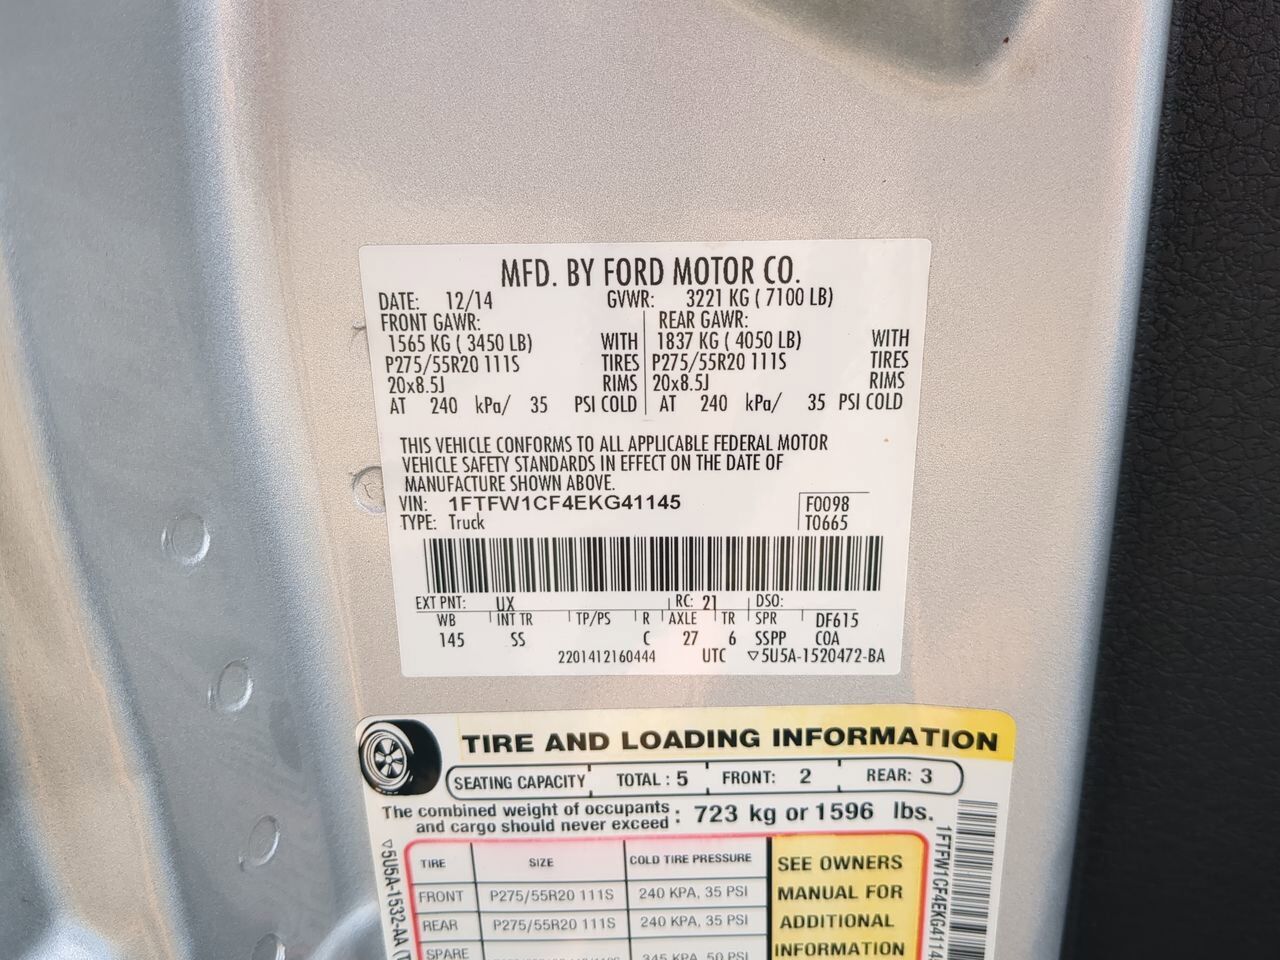 MFD. BY FORD MOTOR CO.
DATE: 12/14 GVWR: 3221 KG ( 7100 LB)
FRONT GAWR: REAR GAWR:
1565 KG ( 3450 LB) WITH 1837 KG ( 4050 LB) WITH
P275/55R20 111S TIRES P275/55R20 111S TIRES
20x8.5J RIMS 20x8.5J RIMS
AT 240 kPa/ 35 PSI COLD AT 240 kPa/ 35 PSI COLD
THIS VEHICLE CONFORMS TO ALL APPLICABLE FEDERAL MOTOR
VEHICLE SAFETY STANDARDS IN EFFECT ON THE DATE OF
MANUFACTURE SHOWN ABOVE.
VIN: 1FTFW1CF4EKG41145 F0098
TYPE: Truck T0665
EXT PNT: UX RC: 21 DSO:
WB INT TR TP/PS R AXLE TR SPR DF615
145 SS C 27 6 SSPP COA
2201412160444 UTC ▽5U5A-1520472-BA
TIRE AND LOADING INFORMATION
SEATING CAPACITY TOTAL : 5 FRONT: 2 REAR: 3
The combined weight of occupants
and cargo should never exceed : 723 kg or 1596 lbs.
TIRE SIZE COLD TIRE PRESSURE
FRONT P275/55R20 111S 240 KPA, 35 PSI
REAR P275/55R20 111S 240 KPA, 35 PSI
SPARE 345 KPA, 50 PSI
SEE OWNERS
MANUAL FOR
ADDITIONAL
INFORMATION
▽5U5A-1532-AA (T
1FTFW1CF4EKG4114